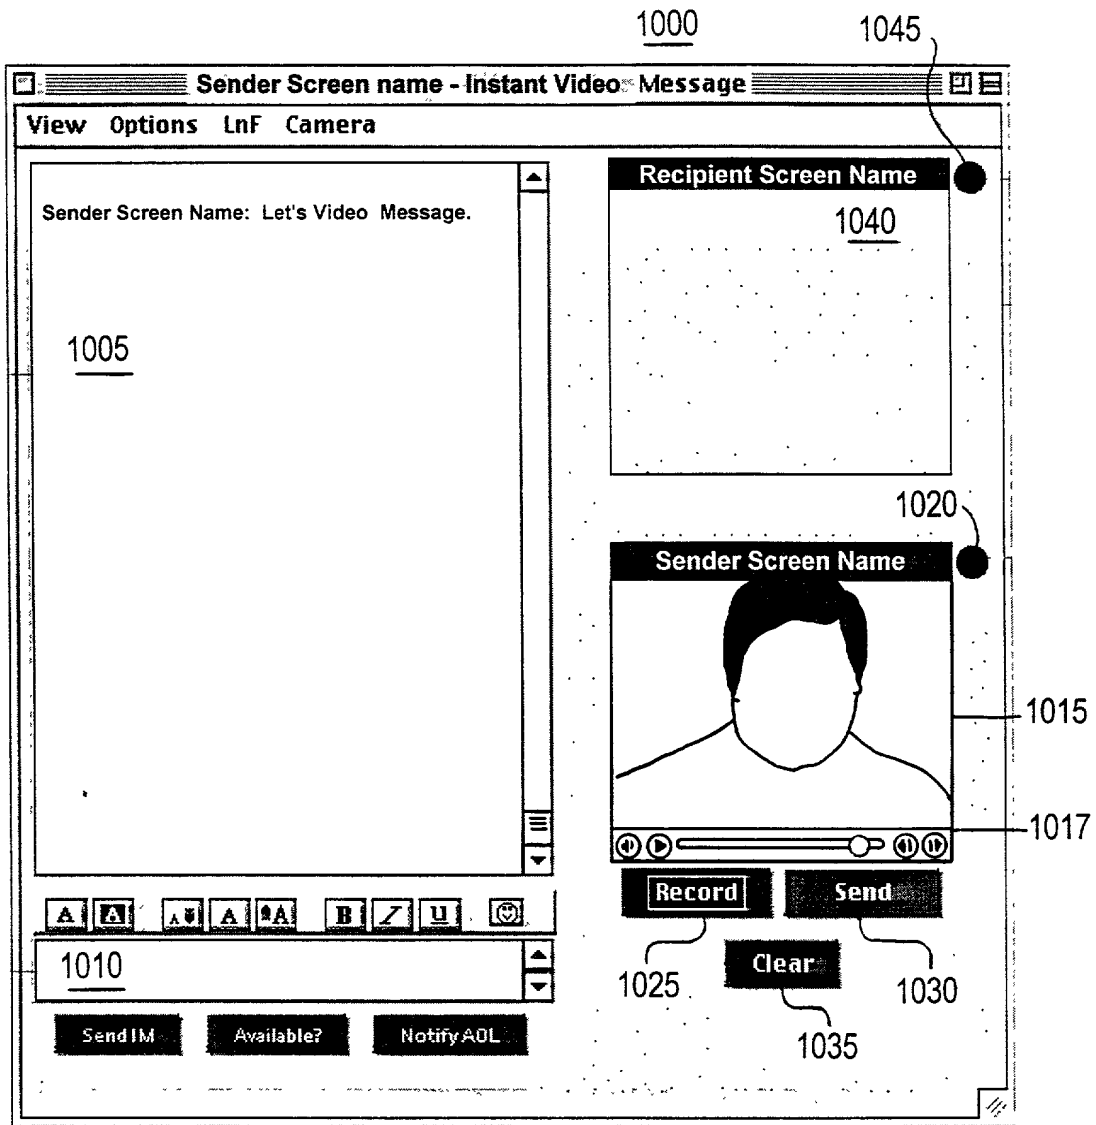 1000
1045
Sender Screen name - Instant Video Message
View Options LnF Camera
Recipient Screen Name
1040
Sender Screen Name: Let's Video Message.
1005
1020
Sender Screen Name
1015
1017
A A A A A B I U
Record Send
1010
Clear
1025
1030
Send IM Available? Notify AOL
1035